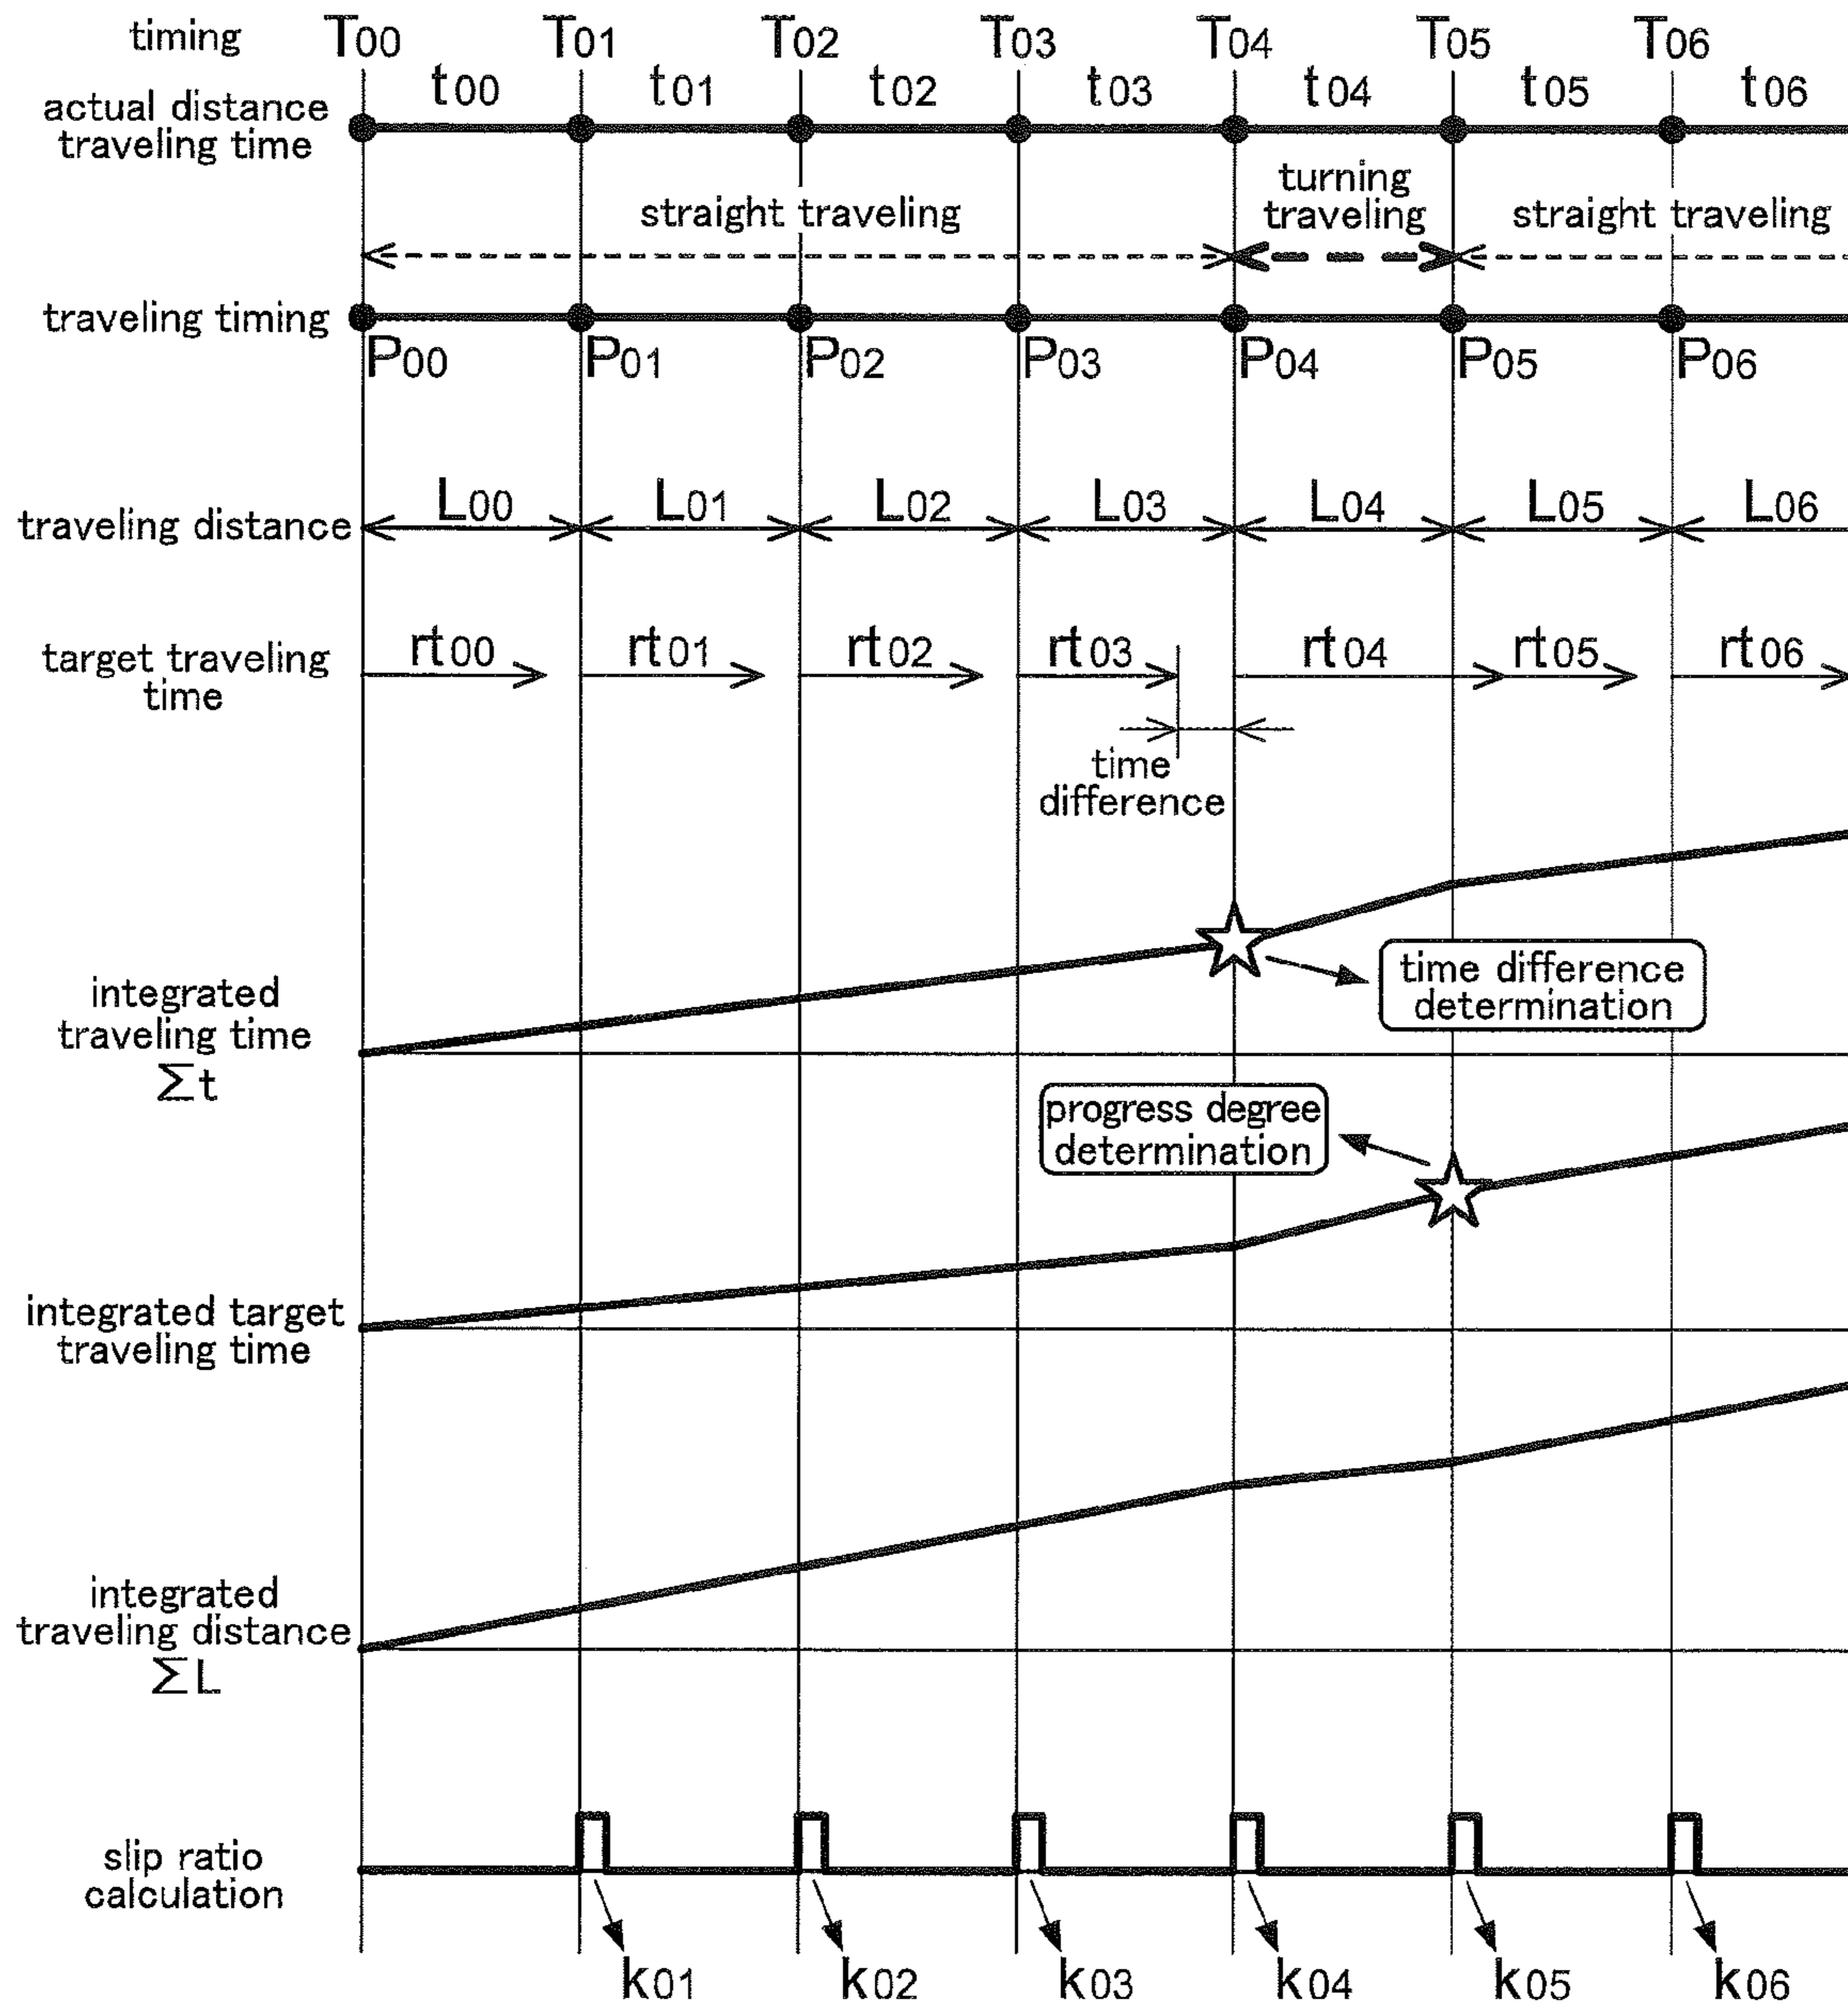 timing T00 T01 T02 T03 T04 T05 T06
t00 t01 t02 t03 t04 t05 t06
actual distance
traveling time
straight traveling
turning
traveling
straight traveling
traveling timing
P00 P01 P02 P03 P04 P05 P06
traveling distance L00 L01 L02 L03 L04 L05 L06
target traveling
time
rt00 rt01 rt02 rt03 rt04 rt05 rt06
time
difference
time difference
determination
integrated
traveling time
Σt
progress degree
determination
integrated target
traveling time
integrated
traveling distance
ΣL
slip ratio
calculation
k01 k02 k03 k04 k05 k06